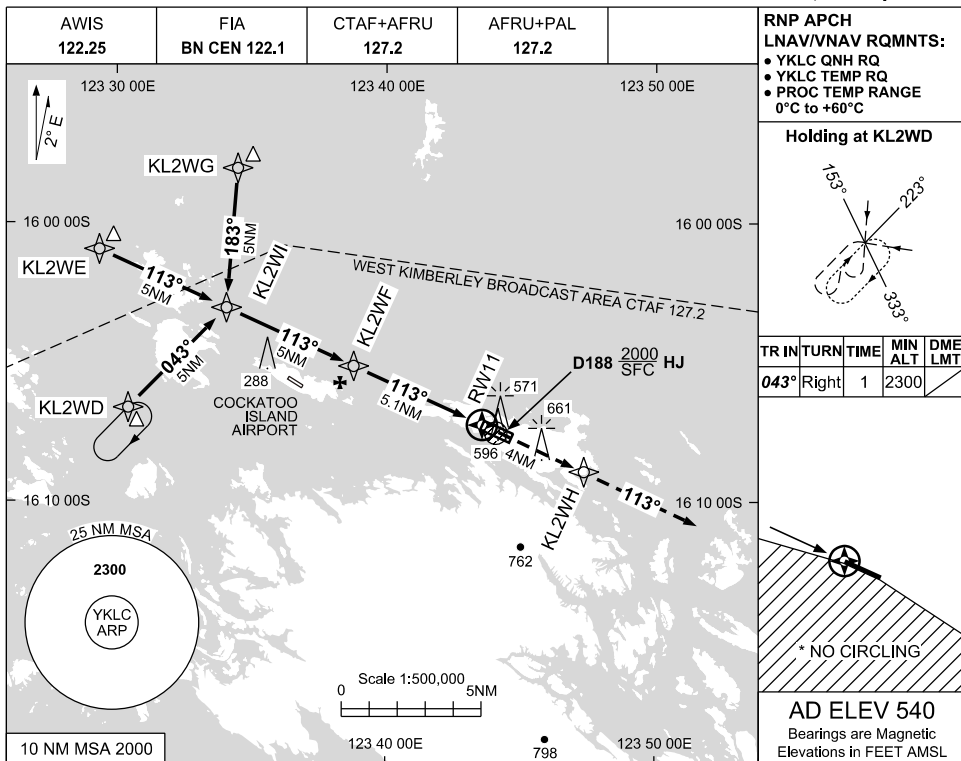 AWIS
122.25
FIA
BN CEN 122.1
CTAF+AFRU
127.2
AFRU+PAL
127.2
RNP APCH
LNAV/VNAV RQMNTS:
• YKLC QNH RQ
• YKLC TEMP RQ
• PROC TEMP RANGE
0°C to +60°C
123 30 00E
123 40 00E
123 50 00E
2° E
KL2WG
16 00 00S
16 00 00S
183°
5NM
KL2WE
113°
5NM
KL2WI
WEST KIMBERLEY BROADCAST AREA CTAF 127.2
KL2WF
113°
5NM
043°
5NM
KL2WD
288
COCKATOO
ISLAND
AIRPORT
113°
5.1NM
RW11
D188 2000
SFC
HJ
571
661
596
4NM
KL2WH
113°
16 10 00S
16 10 00S
25 NM MSA
2300
YKLC
ARP
762
Scale 1:500,000
0
5NM
10 NM MSA 2000
123 40 00E
123 50 00E
798
Holding at KL2WD
153°
223°
333°
TR IN TURN TIME MIN ALT DME LMT
043° Right 1 2300
* NO CIRCLING
AD ELEV 540
Bearings are Magnetic
Elevations in FEET AMSL